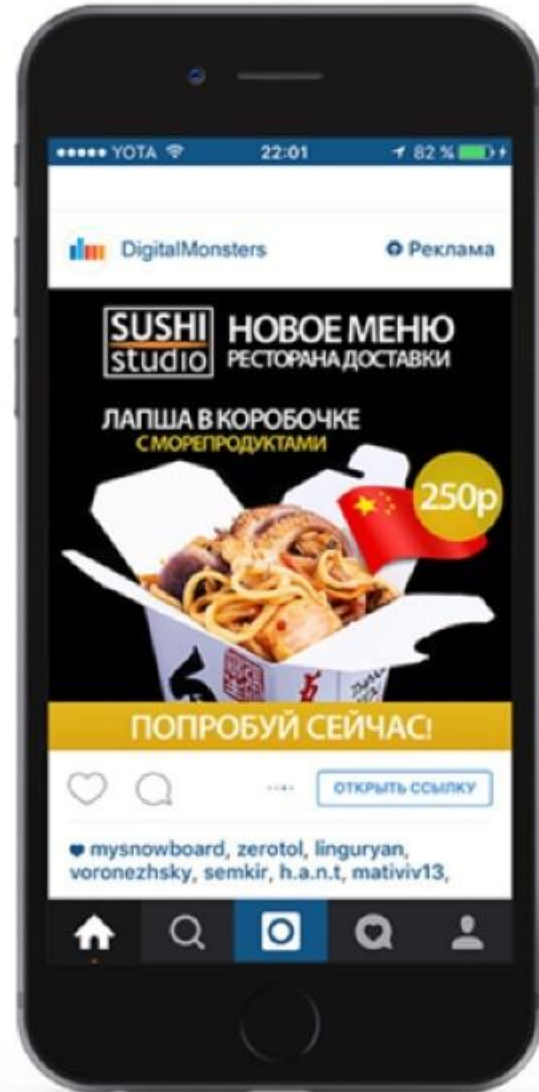 YOTA 22:01 82 %
DigitalMonsters Реклама
SUSHI
studio
НОВОЕ МЕНЮ
РЕСТОРАНА ДОСТАВКИ
ЛАПША В КОРОБОЧКЕ
С МОРЕПРОДУКТАМИ
250р
ПОПРОБУЙ СЕЙЧАС!
ОТКРЫТЬ ССЫЛКУ
mysnowboard, zerotol, linguryan,
voronezhsky, semkir, h.a.n.t, mativiv13,